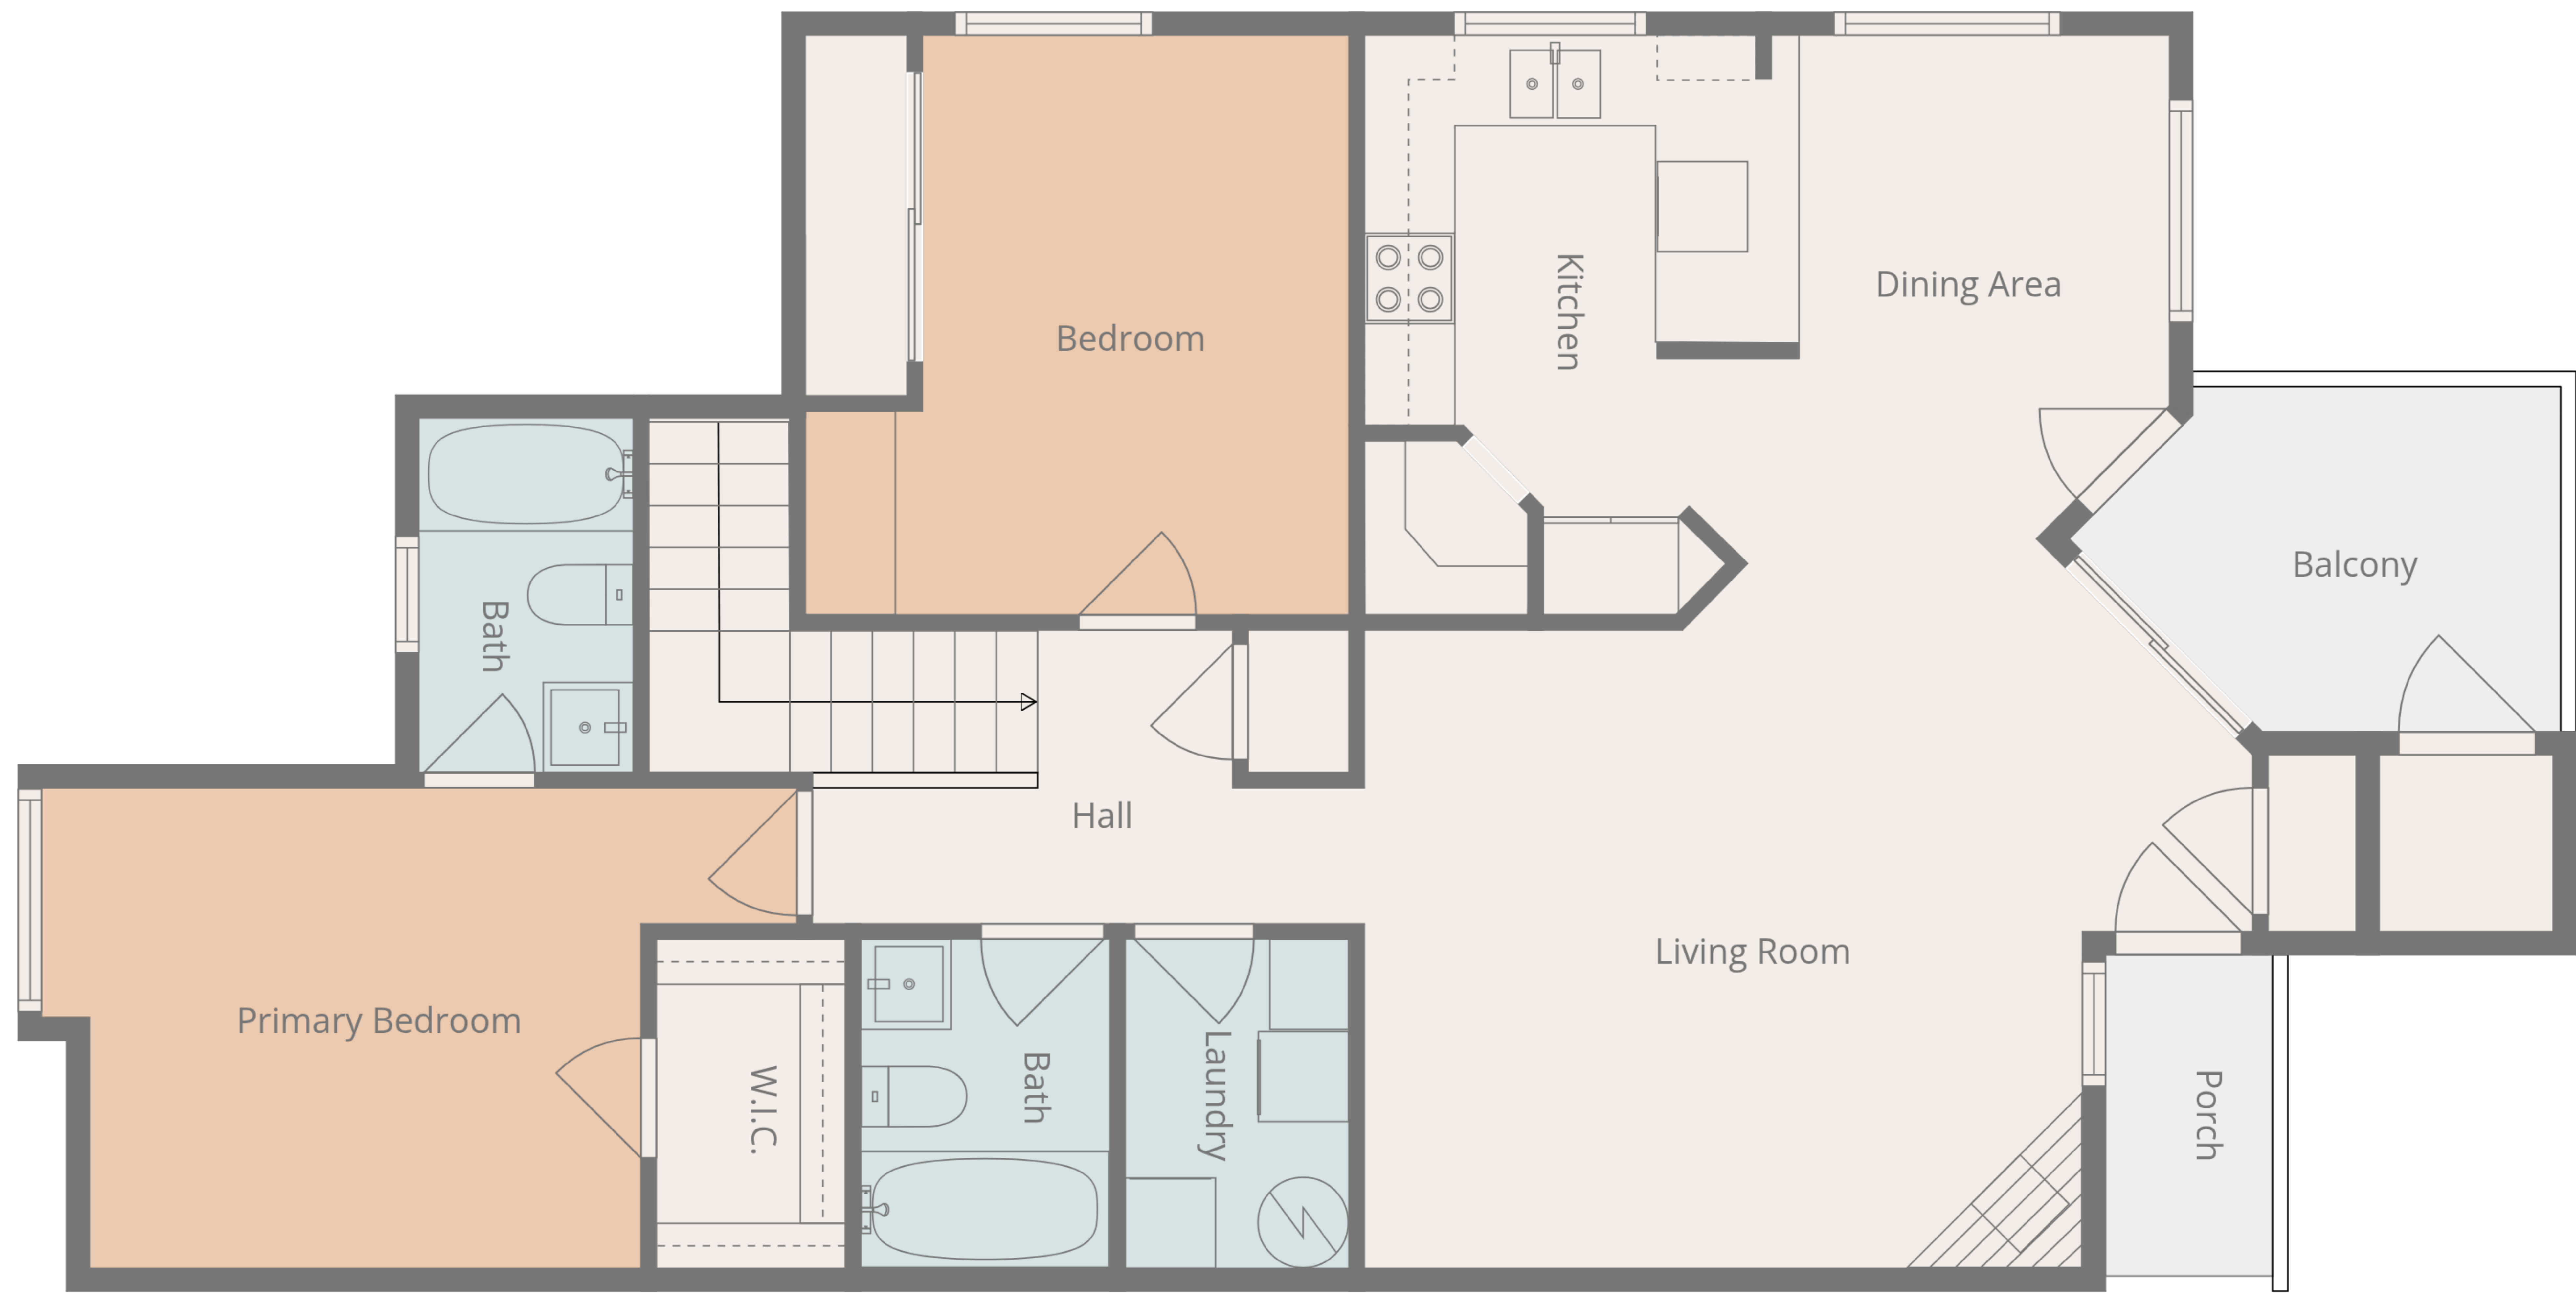 Bedroom
Kitchen
Dining Area
Bath
Balcony
Hall
Living Room
Primary Bedroom
W.I.C.
Bath
Laundry
Porch